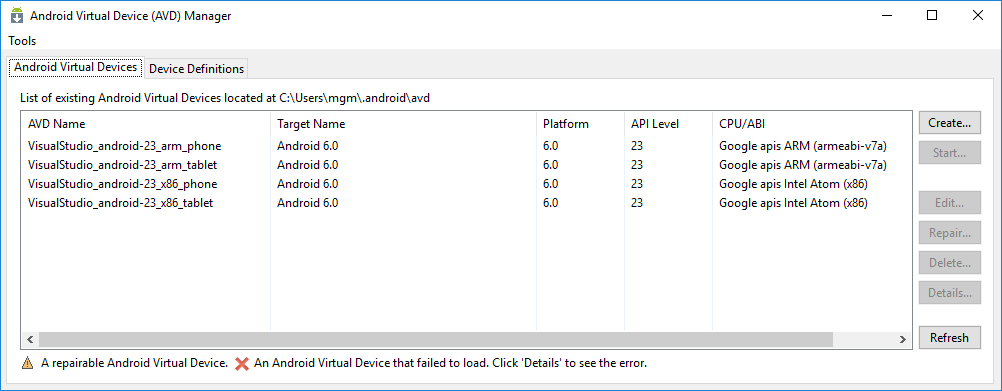 Android Virtual Device (AVD) Manager
Tools
Android Virtual Devices Device Definitions
List of existing Android Virtual Devices located at C:\Users\mgm\.android\avd
AVD Name Target Name Platform API Level CPU/ABI Create...
VisualStudio_android-23_arm_phone Android 6.0 6.0 23 Google apis ARM (armeabi-v7a)
Start...
VisualStudio_android-23_arm_tablet Android 6.0 6.0 23 Google apis ARM (armeabi-v7a)
VisualStudio_android-23_x86_phone Android 6.0 6.0 23 Google apis Intel Atom (x86)
VisualStudio_android-23_x86_tablet Android 6.0 6.0 23 Google apis Intel Atom (x86) Edit...
Repair...
Delete...
Details...
Refresh
A repairable Android Virtual Device. An Android Virtual Device that failed to load. Click 'Details' to see the error.